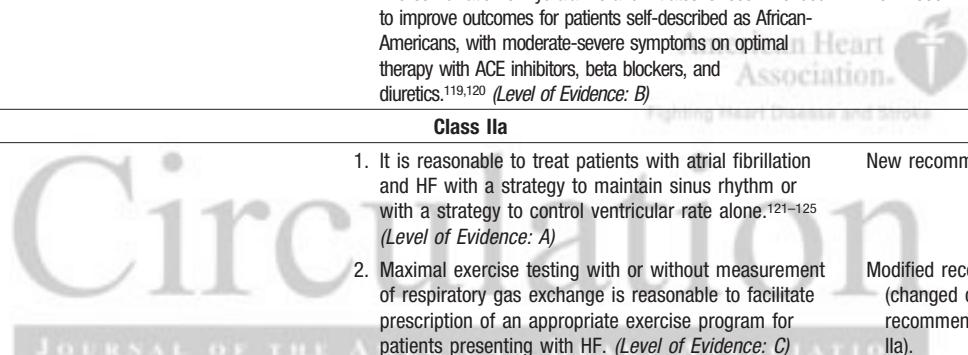 to improve outcomes for patients self-described as African-
Americans, with moderate-severe symptoms on optimal
therapy with ACE inhibitors, beta blockers, and
diuretics.119,120 (Level of Evidence: B)
American Heart
Association®
Fighting Heart Disease and Stroke
Class IIa
Circulation
1. It is reasonable to treat patients with atrial fibrillation
and HF with a strategy to maintain sinus rhythm or
with a strategy to control ventricular rate alone.121–125
(Level of Evidence: A)
New recomm
2. Maximal exercise testing with or without measurement
of respiratory gas exchange is reasonable to facilitate
prescription of an appropriate exercise program for
patients presenting with HF. (Level of Evidence: C)
Modified reco
(changed
recommen
IIa).
JOURNAL OF THE A